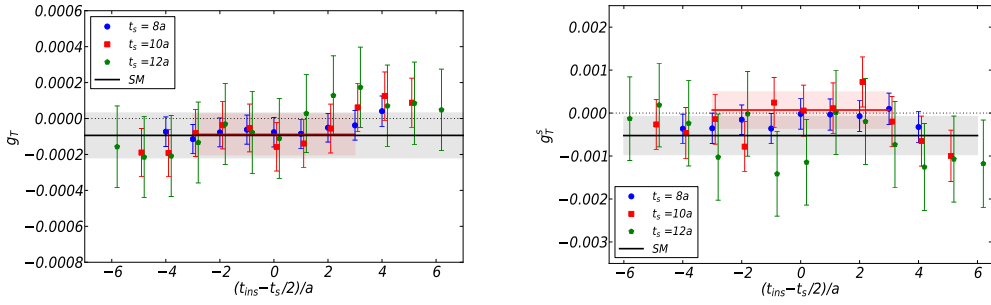 0.0006
0.0004
0.0002
0.0000
−0.0002
−0.0004
−0.0006
−0.0008
g_T
t_s = 8a
t_s =10a
t_s =12a
SM
−6 −4 −2 0 2 4 6
(t_ins−t_s/2)/a
0.002
0.001
0.000
−0.001
−0.002
−0.003
g_T^s
t_s = 8a
t_s =10a
t_s =12a
SM
−6 −4 −2 0 2 4 6
(t_ins−t_s/2)/a